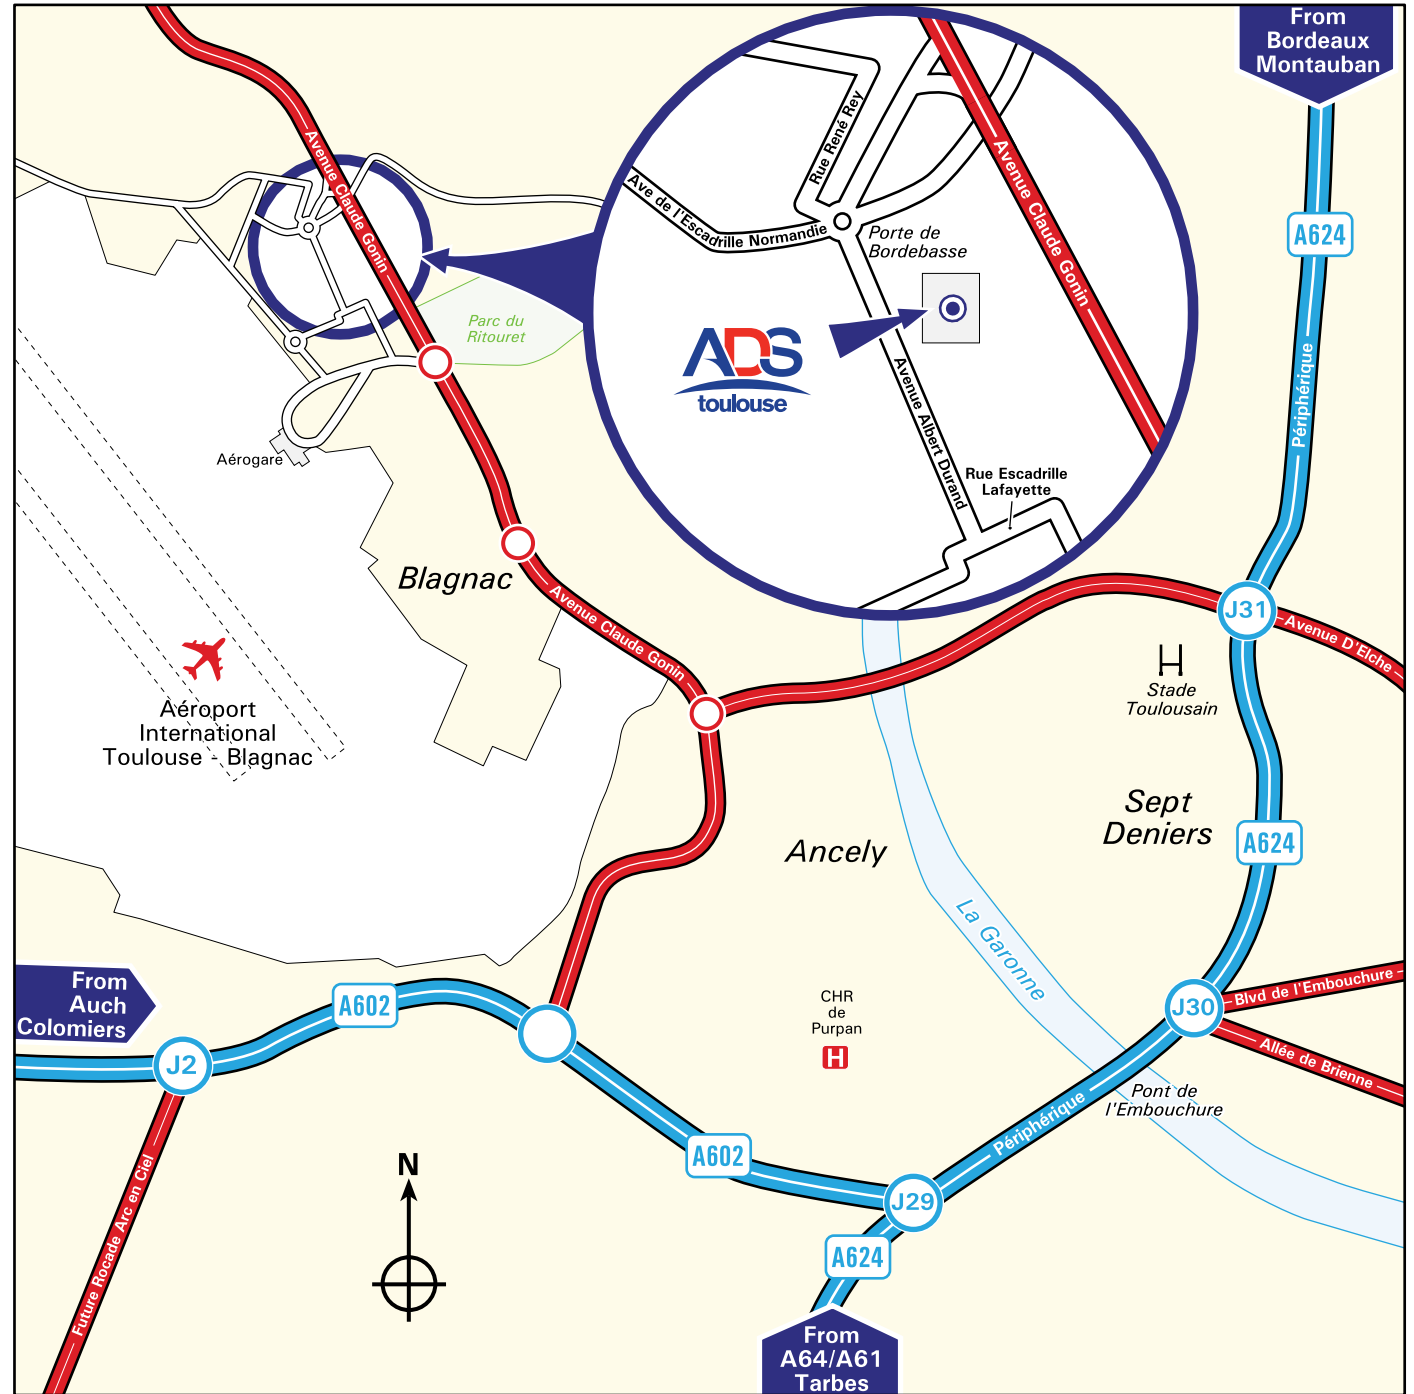 From
Bordeaux
Montauban
Avenue Claude Gonin
Rue René Rey
Avenue Claude Gonin
Ave de l'Escadrille Normandie
Porte de
Bordebasse
A624
Parc du
Ritouret
ADS
toulouse
Avenue Albert Durand
Périphérique
Aérogare
Rue Escadrille
Lafayette
Blagnac
Avenue Claude Gonin
J31
Avenue D'Elche
Stade
Toulousain
Aéroport
International
Toulouse - Blagnac
Sept
Deniers
Ancely
A624
La Garonne
From
Auch
Colomiers
A602
CHR
de
Purpan
H
J30
Blvd de l'Embouchure
Allée de Brienne
J2
Pont de
l'Embouchure
Périphérique
A602
N
J29
Future Rocade Arc en Ciel
A624
From
A64/A61
Tarbes